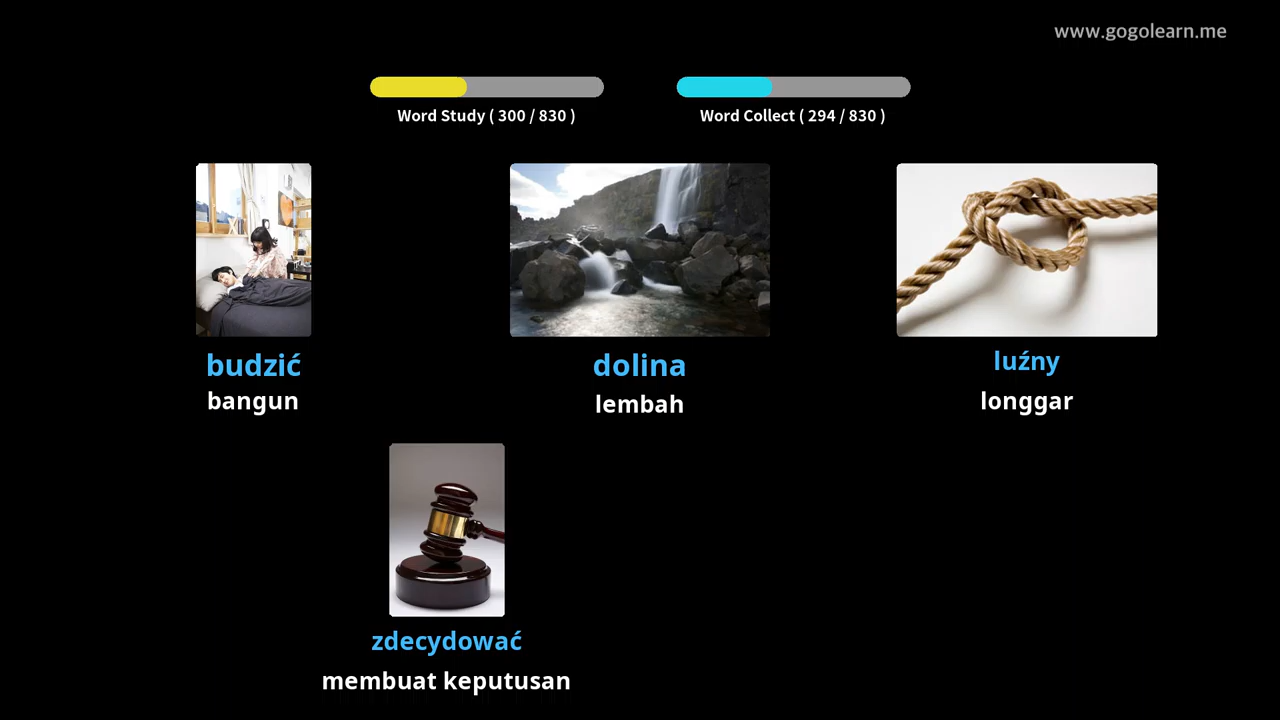 www.gogolearn.me
Word Study ( 300 / 830 )
Word Collect ( 294 / 830 )
budzić
bangun
dolina
lembah
luźny
longgar
zdecydować
membuat keputusan